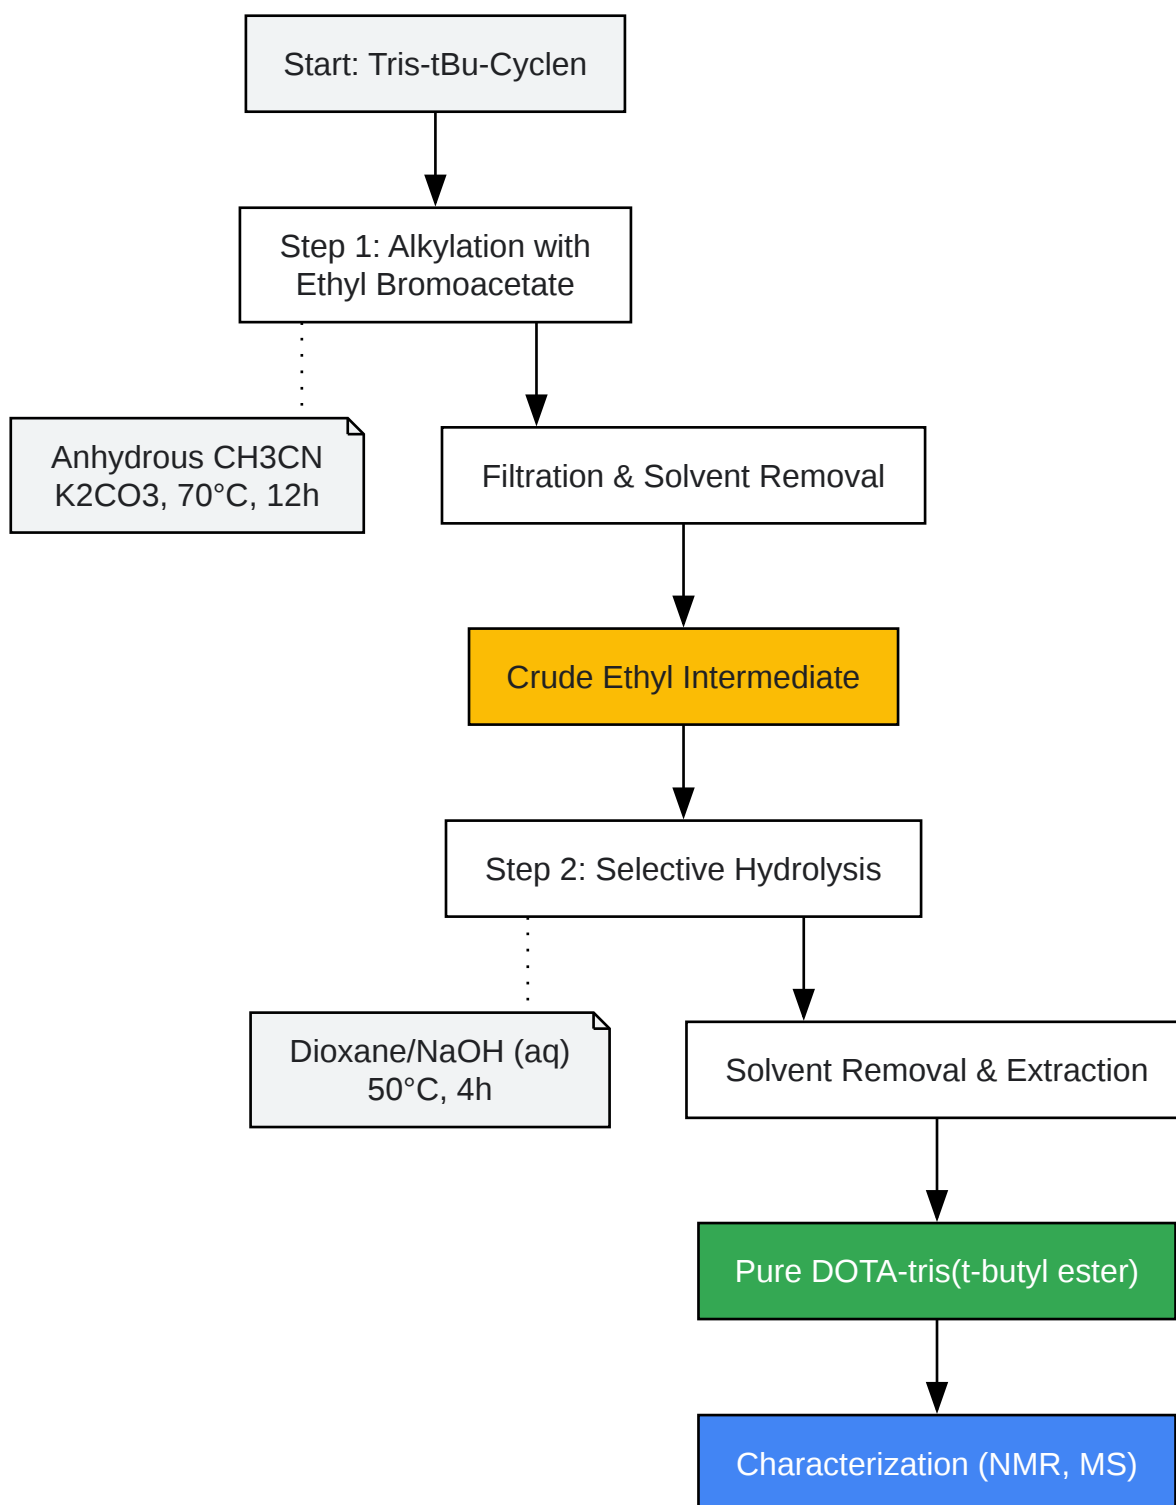 Start: Tris-tBu-Cyclen
Step 1: Alkylation with
Ethyl Bromoacetate
Anhydrous CH3CN
K2CO3, 70°C, 12h
Filtration & Solvent Removal
Crude Ethyl Intermediate
Step 2: Selective Hydrolysis
Dioxane/NaOH (aq)
50°C, 4h
Solvent Removal & Extraction
Pure DOTA-tris(t-butyl ester)
Characterization (NMR, MS)